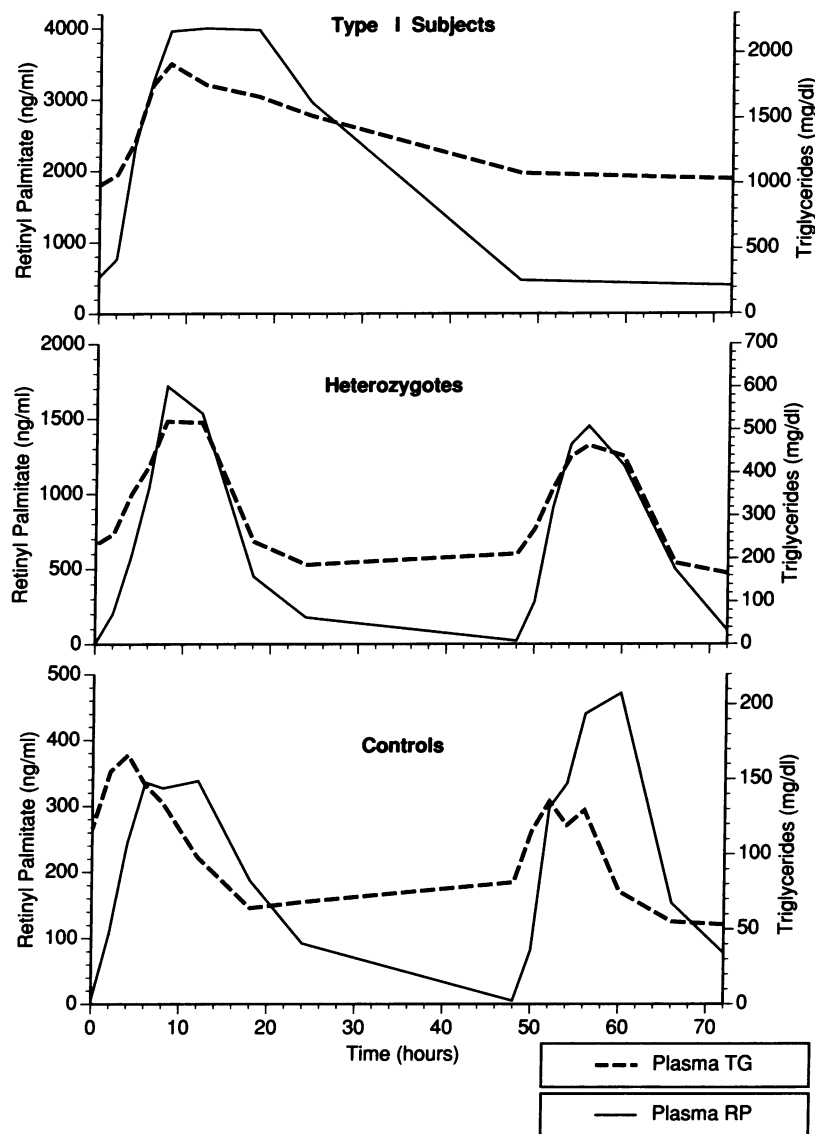 Type I Subjects
Retinyl Palmitate (ng/ml)
4000
3000
2000
1000
0
Triglycerides (mg/dl)
2000
1500
1000
500
0
Heterozygotes
Retinyl Palmitate (ng/ml)
2000
1500
1000
500
0
Triglycerides (mg/dl)
700
600
500
400
300
200
100
0
Controls
Retinyl Palmitate (ng/ml)
500
400
300
200
100
0
Triglycerides (mg/dl)
200
150
100
50
0
0 10 20 30 40 50 60 70
Time (hours)
Plasma TG
Plasma RP